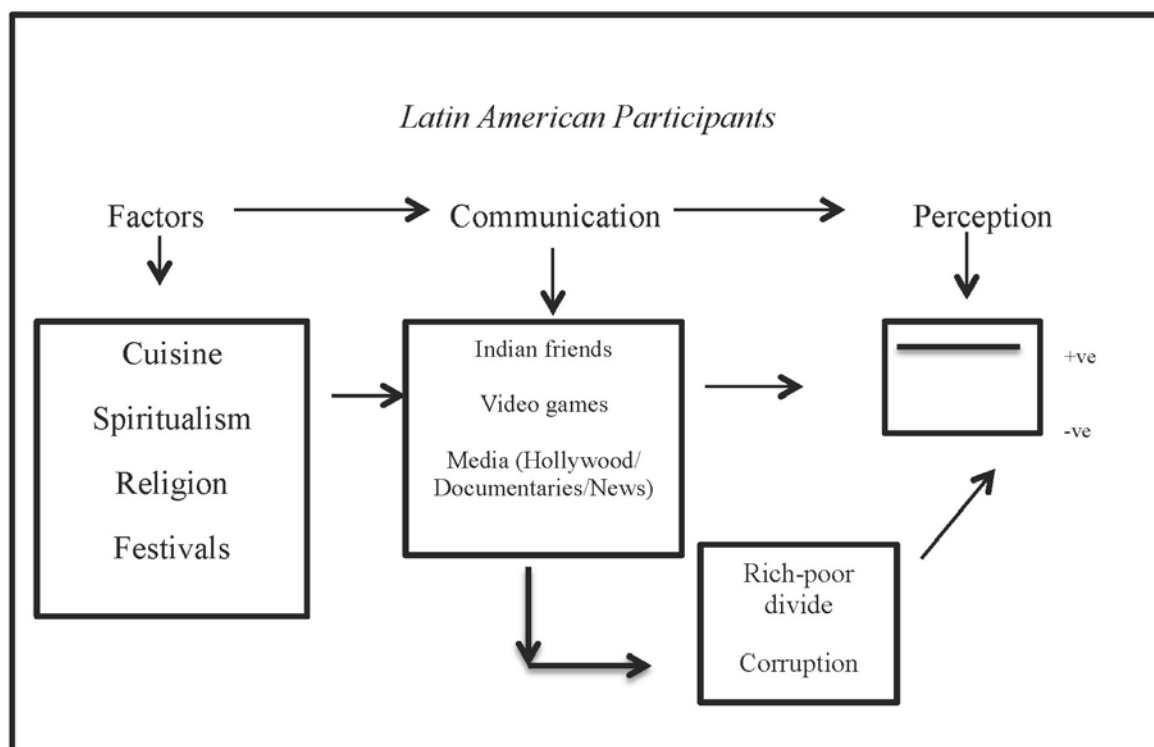 Latin American Participants
Factors
Communication
Perception
Cuisine
Spiritualism
Religion
Festivals
Indian friends
Video games
Media (Hollywood/
Documentaries/News)
+ve
-ve
Rich-poor
divide
Corruption